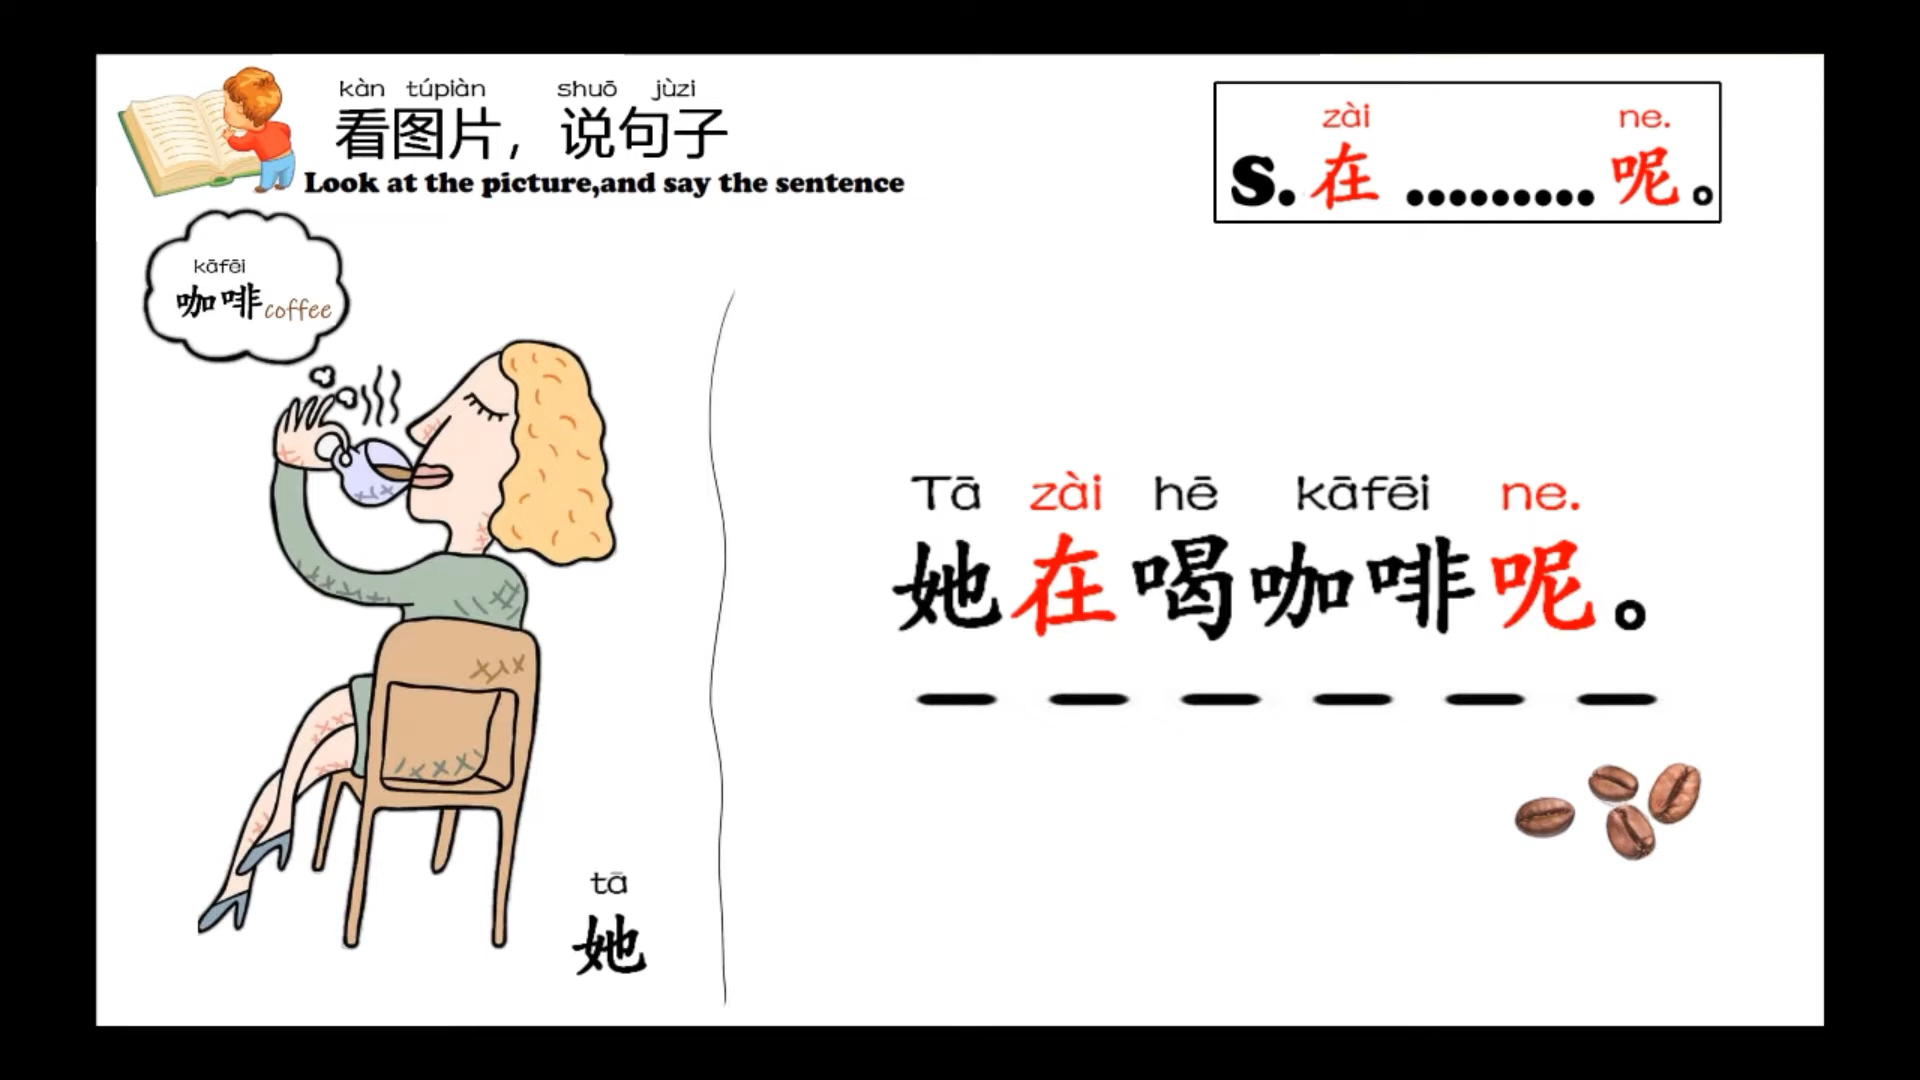 kàn túpiàn shuō jùzi
看图片，说句子
Look at the picture,and say the sentence
zài ne.
S.在.........呢。
kāfēi
咖啡coffee
Tā zài hē kāfēi ne.
她在喝咖啡呢。
tā
她